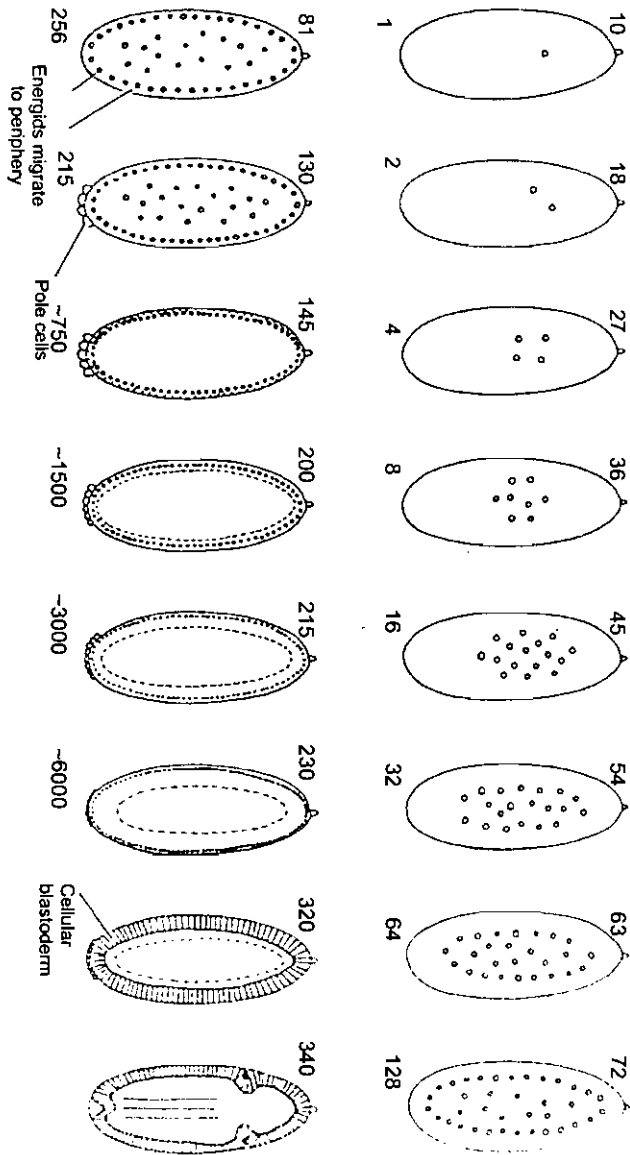 10 18 27 36 45 54 63 72
1 2 4 8 16 32 64 128
81 130 145 200 215 230 320 340
256 215 ~750 ~1500 ~3000 ~6000
Energids migrate
to periphery
Pole cells
Cellular
blastoderm